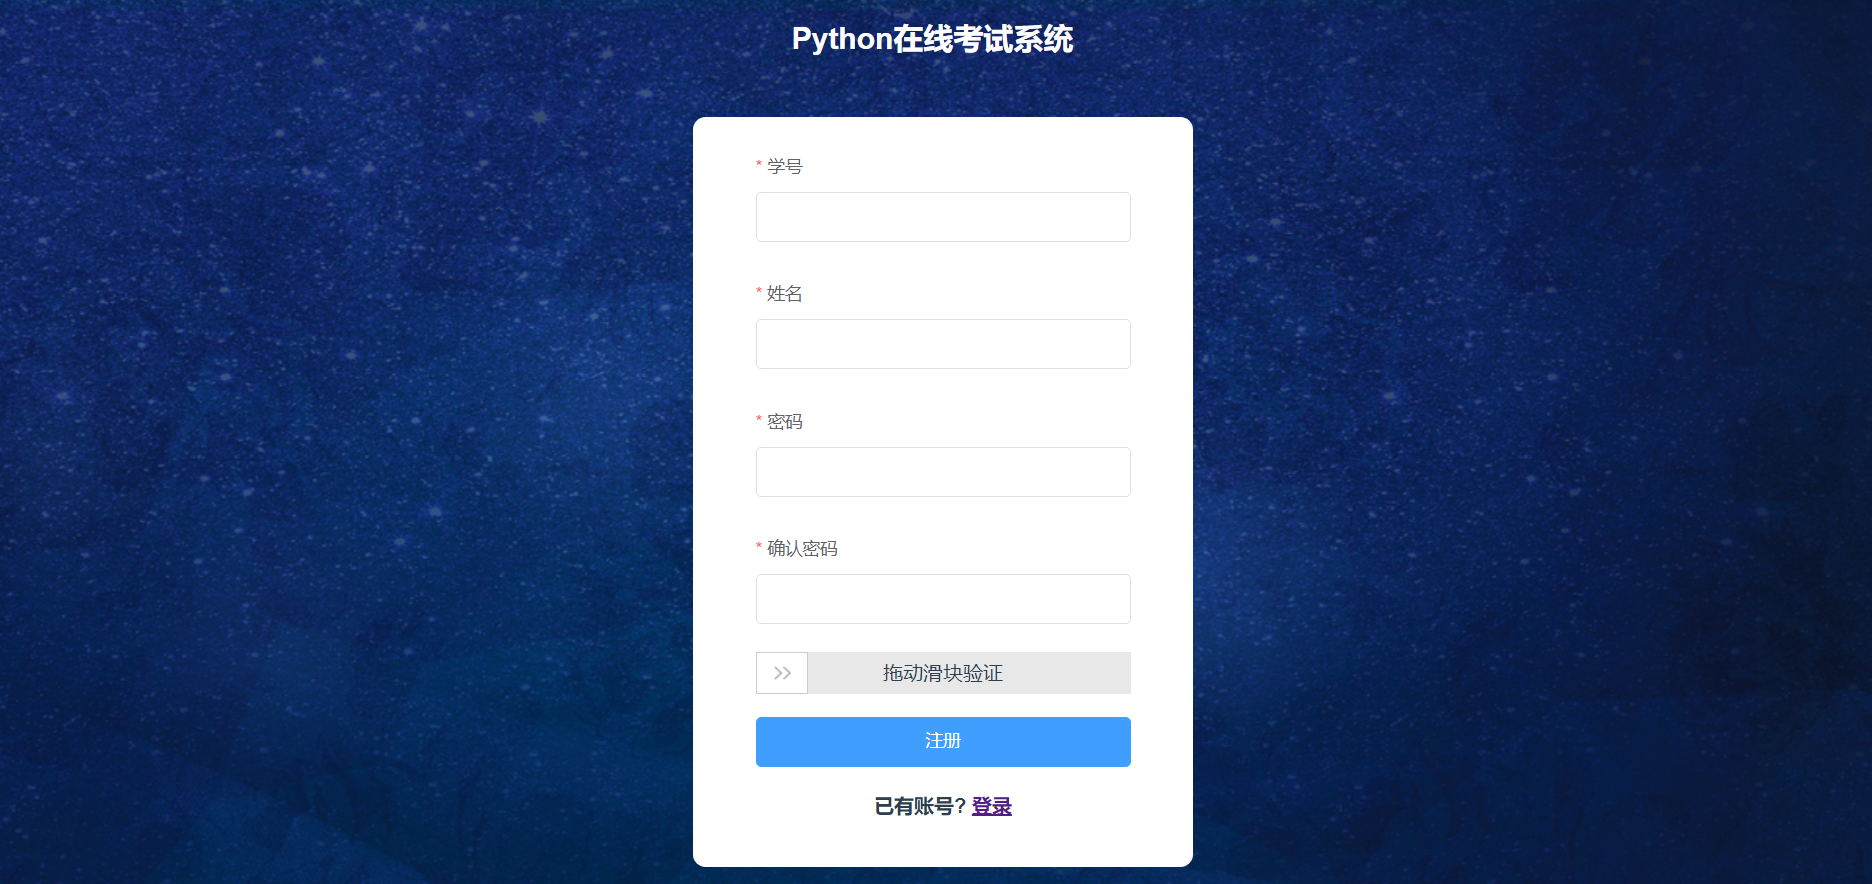 Python在线考试系统
* 学号
* 姓名
* 密码
* 确认密码
拖动滑块验证
注册
已有账号? 登录